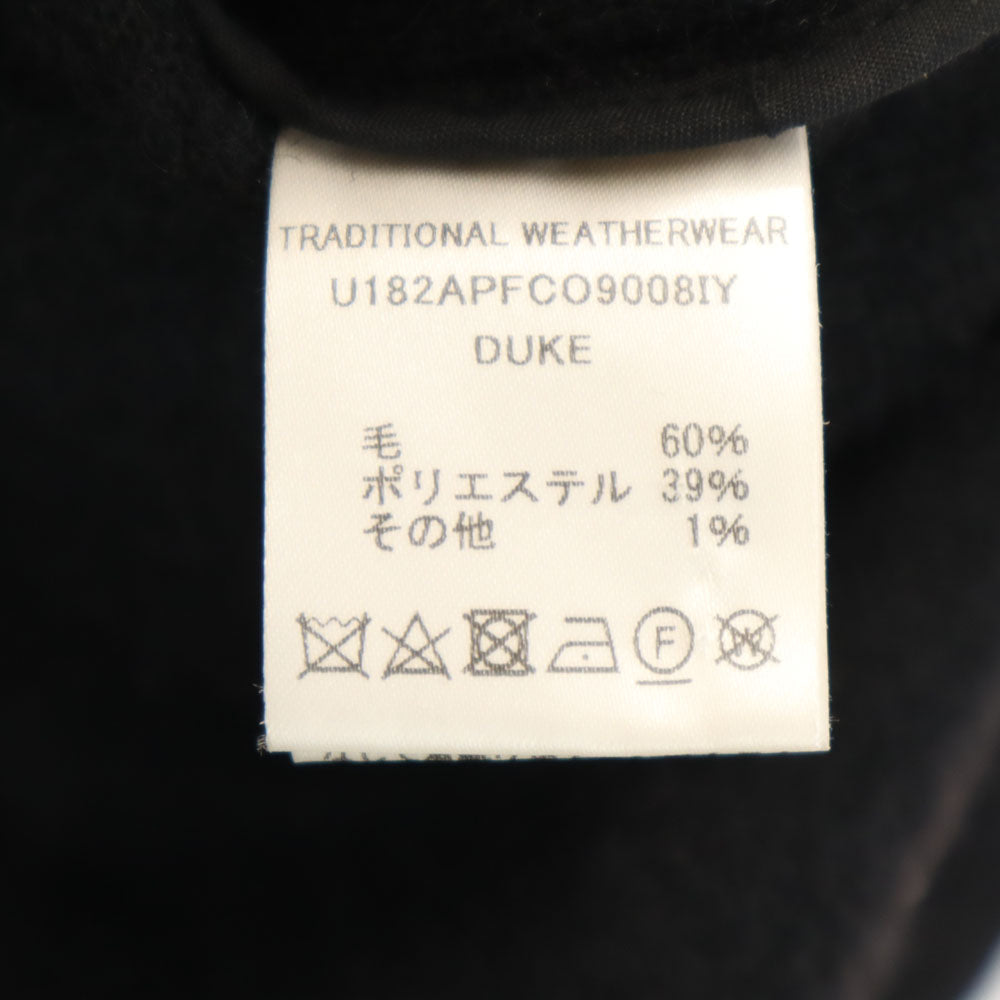 TRADITIONAL WEATHERWEAR
U182APFCO9008IY
DUKE
毛 60%
ポリエステル 39%
その他 1%
F
W